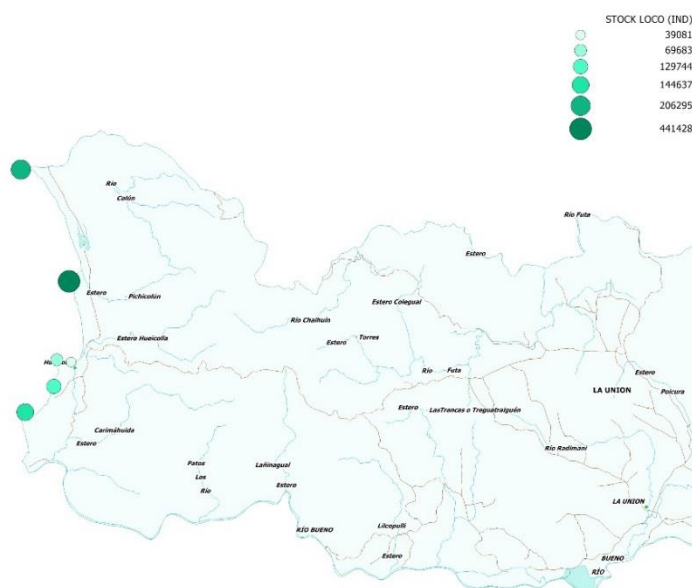 STOCK LOCO (IND)
39081
69683
129744
144637
206295
441428
Río
Colún
Río Futa
Estero
Estero
Pichicolún
Estero Colegual
Río Chaihuín
Estero Hueicolla
Estero
Torres
Río
Futa
Estero
Poicura
LA UNION
Estero
LasTrancas o Treguatraiguén
Carimáhuida
Estero
Río Radimani
Patos
Los
Río
Lañinagual
Estero
LA UNION
RÍO BUENO
Lilcopulli
Estero
BUENO
RÍO